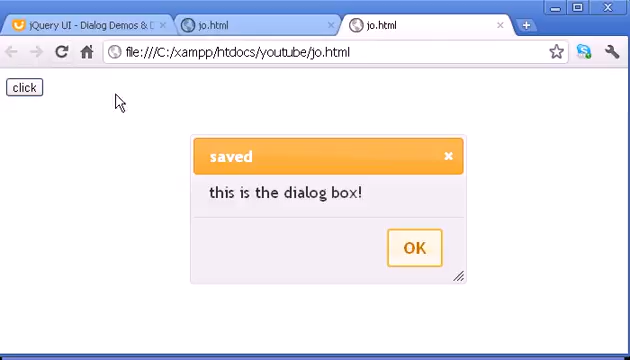 jQuery UI - Dialog Demos & D
jo.html
jo.html
file:///C:/xampp/htdocs/youtube/jo.html
click
saved
this is the dialog box!
OK